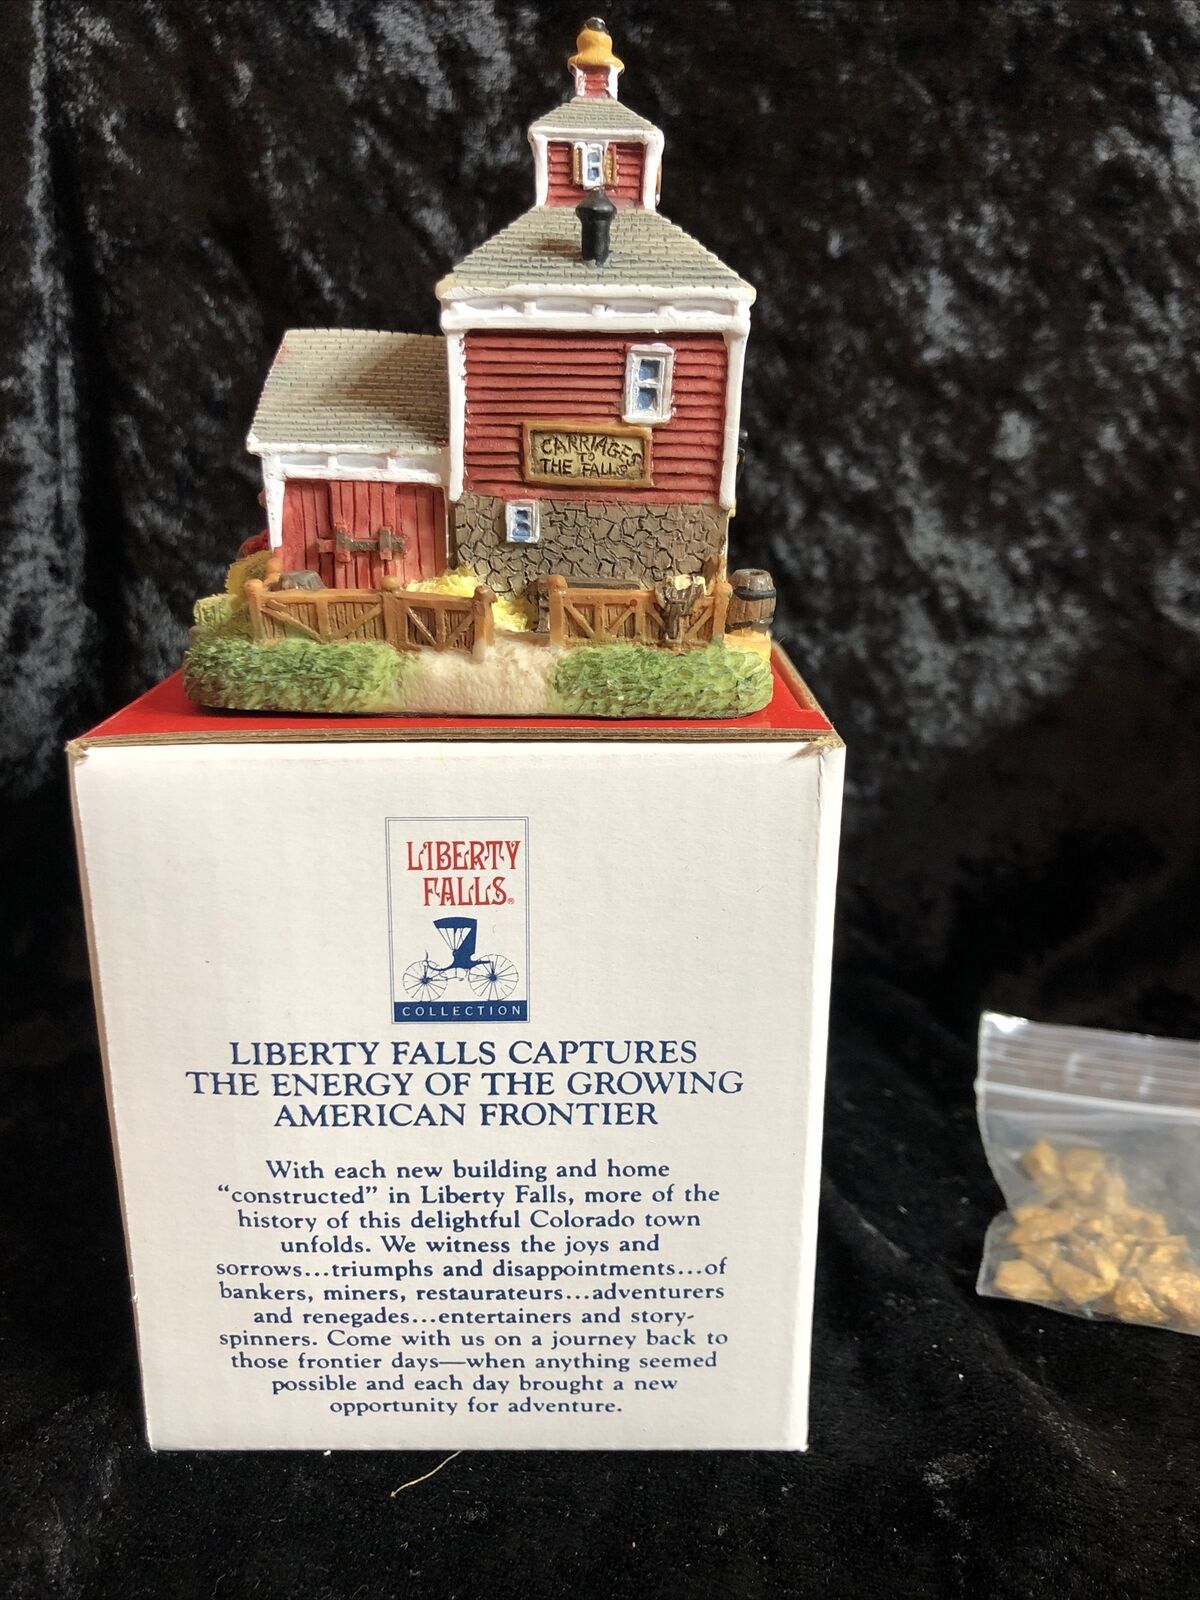 CARRIAGES
TO
THE FALLS
LIBERTY
FALLS®
COLLECTION
LIBERTY FALLS CAPTURES
THE ENERGY OF THE GROWING
AMERICAN FRONTIER
With each new building and home
“constructed” in Liberty Falls, more of the
history of this delightful Colorado town
unfolds. We witness the joys and
sorrows...triumphs and disappointments...of
bankers, miners, restaurateurs...adventurers
and renegades...entertainers and story-
spinners. Come with us on a journey back to
those frontier days—when anything seemed
possible and each day brought a new
opportunity for adventure.